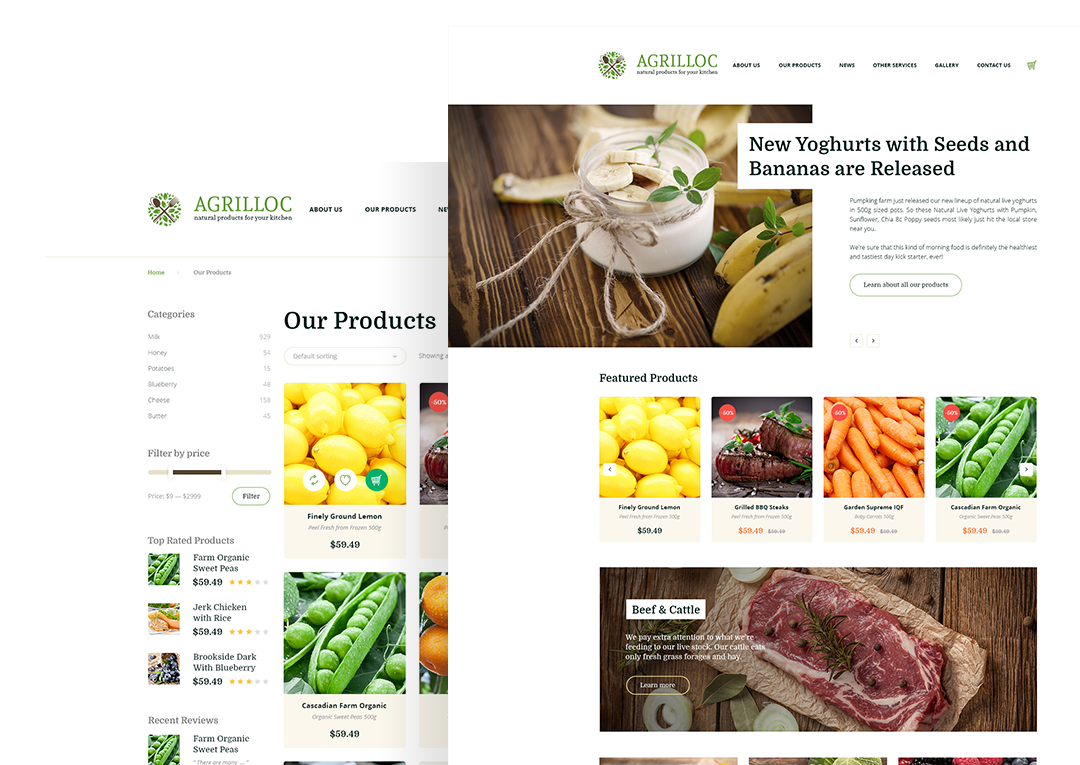 AGRILLOC
natural products for your kitchen
ABOUT US
OUR PRODUCTS
NEWS
OTHER SERVICES
GALLERY
CONTACT US
New Yoghurts with Seeds and
Bananas are Released
Pumpking farm just released our new lineup of natural live yoghurts
in 500g sized pots. So these Natural Live Yoghurts with Pumpkin,
Sunflower, Chia & Poppy seeds most likely just hit the local store
near you.
We're sure that this kind of morning food is definitely the healthiest
and tastiest day kick starter, ever!
Learn about all our products
Featured Products
-50%
-50%
-50%
Finely Ground Lemon
Peel Fresh from Frozen 500g
$59.49
Grilled BBQ Steaks
Peel Fresh from Frozen 500g
$59.49 $59.49
Garden Supreme IQF
Baby Carrots 500g
$59.49 $59.49
Cascadian Farm Organic
Organic Sweet Peas 500g
$59.49 $59.49
Beef & Cattle
We pay extra attention to what we're
feeding to our live stock. Our cattle eats
only fresh grass forages and hay.
Learn more
AGRILLOC
natural products for your kitchen
ABOUT US
OUR PRODUCTS
NE
Home
Our Products
Categories
Milk 929
Honey 54
Potatoes 15
Blueberry 48
Cheese 158
Butter 45
Filter by price
Price: $9 — $2999
Filter
Top Rated Products
Farm Organic
Sweet Peas
$59.49
Jerk Chicken
with Rice
$59.49
Brookside Dark
With Blueberry
$59.49
Recent Reviews
Farm Organic
Sweet Peas
" There are many ... "
Our Products
Default sorting
Showing a
-50%
Finely Ground Lemon
Peel Fresh from Frozen 500g
$59.49
Cascadian Farm Organic
Organic Sweet Peas 500g
$59.49